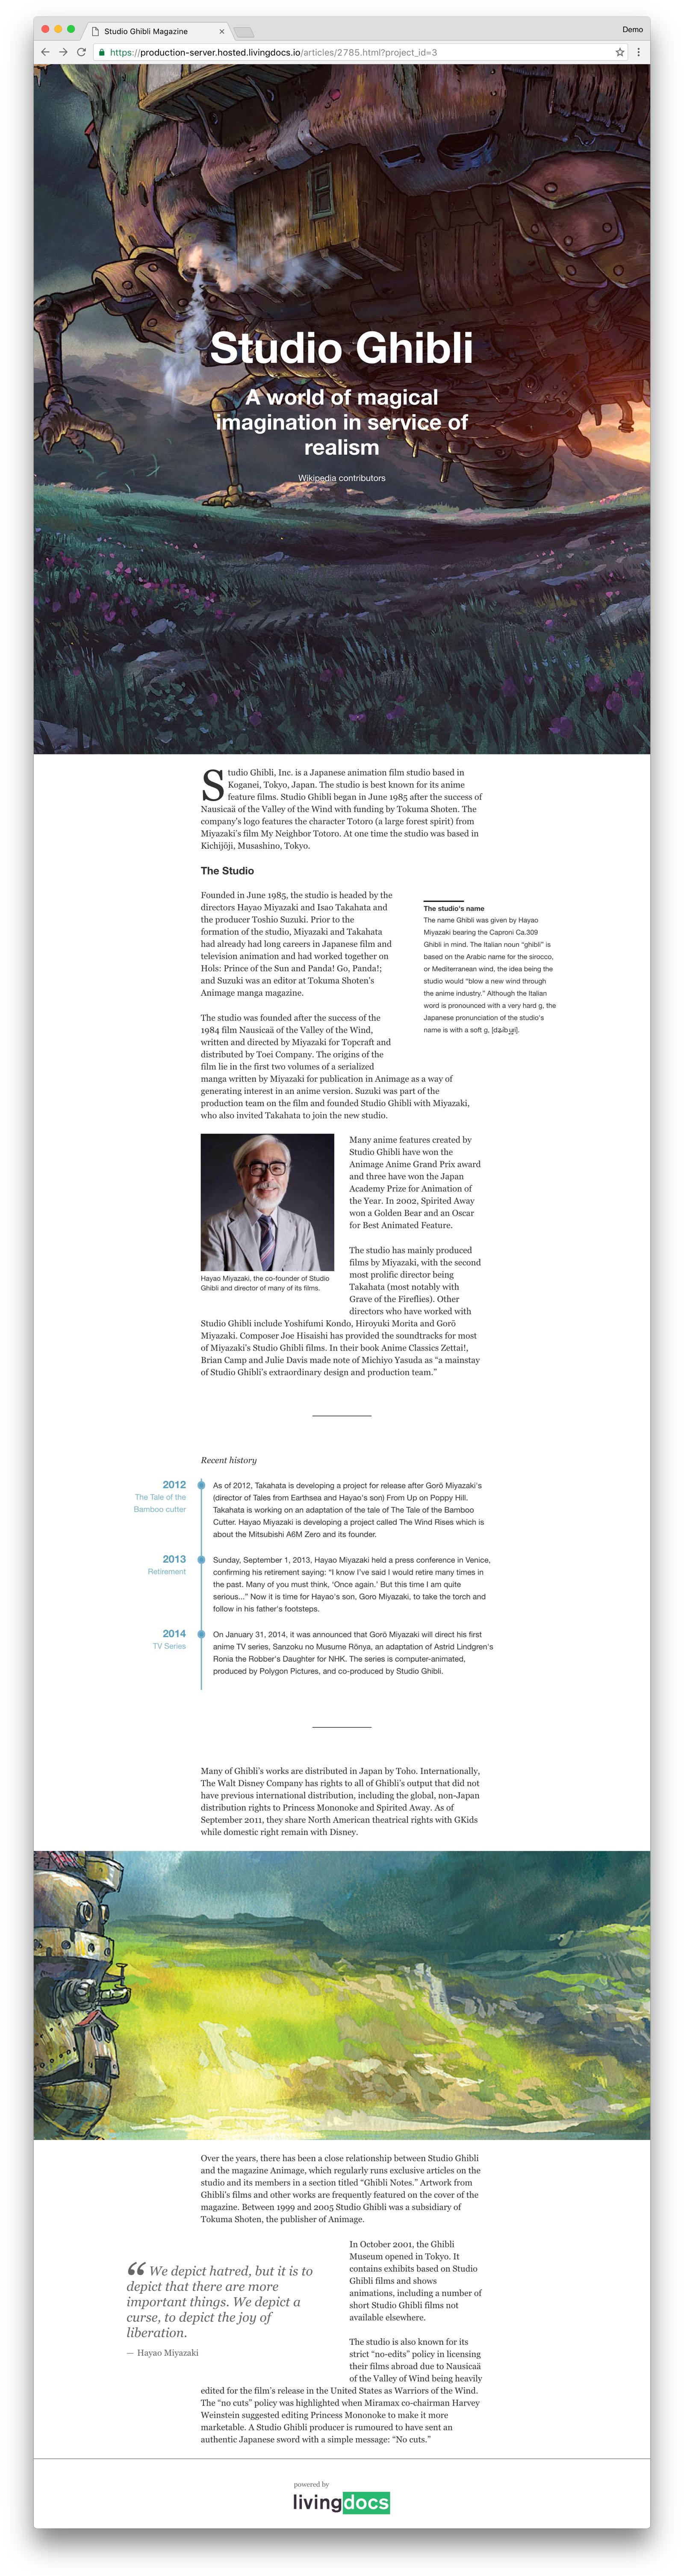 Studio Ghibli Magazine
Demo
https://production-server.hosted.livingdocs.io/articles/2785.html?project_id=3
Studio Ghibli
A world of magical
imagination in service of
realism
Wikipedia contributors
Studio Ghibli, Inc. is a Japanese animation film studio based in
Koganei, Tokyo, Japan. The studio is best known for its anime
feature films. Studio Ghibli began in June 1985 after the success of
Nausicaä of the Valley of the Wind with funding by Tokuma Shoten. The
company's logo features the character Totoro (a large forest spirit) from
Miyazaki's film My Neighbor Totoro. At one time the studio was based in
Kichijōji, Musashino, Tokyo.
The Studio
Founded in June 1985, the studio is headed by the
directors Hayao Miyazaki and Isao Takahata and
the producer Toshio Suzuki. Prior to the
formation of the studio, Miyazaki and Takahata
had already had long careers in Japanese film and
television animation and had worked together on
Hols: Prince of the Sun and Panda! Go, Panda!;
and Suzuki was an editor at Tokuma Shoten's
Animage manga magazine.
The studio's name
The name Ghibli was given by Hayao
Miyazaki bearing the Caproni Ca.309
Ghibli in mind. The Italian noun “ghibli” is
based on the Arabic name for the sirocco,
or Mediterranean wind, the idea being the
studio would “blow a new wind through
the anime industry.” Although the Italian
word is pronounced with a very hard g, the
Japanese pronunciation of the studio's
name is with a soft g,
The studio was founded after the success of the
1984 film Nausicaä of the Valley of the Wind,
written and directed by Miyazaki for Topcraft and
distributed by Toei Company. The origins of the
film lie in the first two volumes of a serialized
manga written by Miyazaki for publication in Animage as a way of
generating interest in an anime version. Suzuki was part of the
production team on the film and founded Studio Ghibli with Miyazaki,
who also invited Takahata to join the new studio.
Many anime features created by
Studio Ghibli have won the
Animage Anime Grand Prix award
and three have won the Japan
Academy Prize for Animation of
the Year. In 2002, Spirited Away
won a Golden Bear and an Oscar
for Best Animated Feature.
Hayao Miyazaki, the co-founder of Studio
Ghibli and director of many of its films.
The studio has mainly produced
films by Miyazaki, with the second
most prolific director being
Takahata (most notably with
Grave of the Fireflies). Other
directors who have worked with
Studio Ghibli include Yoshifumi Kondo, Hiroyuki Morita and Gorō
Miyazaki. Composer Joe Hisaishi has provided the soundtracks for most
of Miyazaki's Studio Ghibli films. In their book Anime Classics Zettai!,
Brian Camp and Julie Davis made note of Michiyo Yasuda as “a mainstay
of Studio Ghibli's extraordinary design and production team.”
Recent history
2012
The Tale of the
Bamboo cutter
As of 2012, Takahata is developing a project for release after Gorō Miyazaki's
(director of Tales from Earthsea and Hayao's son) From Up on Poppy Hill.
Takahata is working on an adaptation of the tale of The Tale of the Bamboo
Cutter. Hayao Miyazaki is developing a project called The Wind Rises which is
about the Mitsubishi A6M Zero and its founder.
2013
Retirement
Sunday, September 1, 2013, Hayao Miyazaki held a press conference in Venice,
confirming his retirement saying: “I know I've said I would retire many times in
the past. Many of you must think, 'Once again.' But this time I am quite
serious...” Now it is time for Hayao's son, Goro Miyazaki, to take the torch and
follow in his father's footsteps.
2014
TV Series
On January 31, 2014, it was announced that Gorō Miyazaki will direct his first
anime TV series, Sanzoku no Musume Rōnya, an adaptation of Astrid Lindgren's
Ronia the Robber's Daughter for NHK. The series is computer-animated,
produced by Polygon Pictures, and co-produced by Studio Ghibli.
Many of Ghibli's works are distributed in Japan by Toho. Internationally,
The Walt Disney Company has rights to all of Ghibli's output that did not
have previous international distribution, including the global, non-Japan
distribution rights to Princess Mononoke and Spirited Away. As of
September 2011, they share North American theatrical rights with GKids
while domestic right remain with Disney.
Over the years, there has been a close relationship between Studio Ghibli
and the magazine Animage, which regularly runs exclusive articles on the
studio and its members in a section titled “Ghibli Notes.” Artwork from
Ghibli's films and other works are frequently featured on the cover of the
magazine. Between 1999 and 2005 Studio Ghibli was a subsidiary of
Tokuma Shoten, the publisher of Animage.
“We depict hatred, but it is to
depict that there are more
important things. We depict a
curse, to depict the joy of
liberation.
— Hayao Miyazaki
In October 2001, the Ghibli
Museum opened in Tokyo. It
contains exhibits based on Studio
Ghibli films and shows
animations, including a number of
short Studio Ghibli films not
available elsewhere.
The studio is also known for its
strict “no-edits” policy in licensing
their films abroad due to Nausicaä
of the Valley of Wind being heavily
edited for the film's release in the United States as Warriors of the Wind.
The “no cuts” policy was highlighted when Miramax co-chairman Harvey
Weinstein suggested editing Princess Mononoke to make it more
marketable. A Studio Ghibli producer is rumoured to have sent an
authentic Japanese sword with a simple message: “No cuts.”
powered by
livingdocs